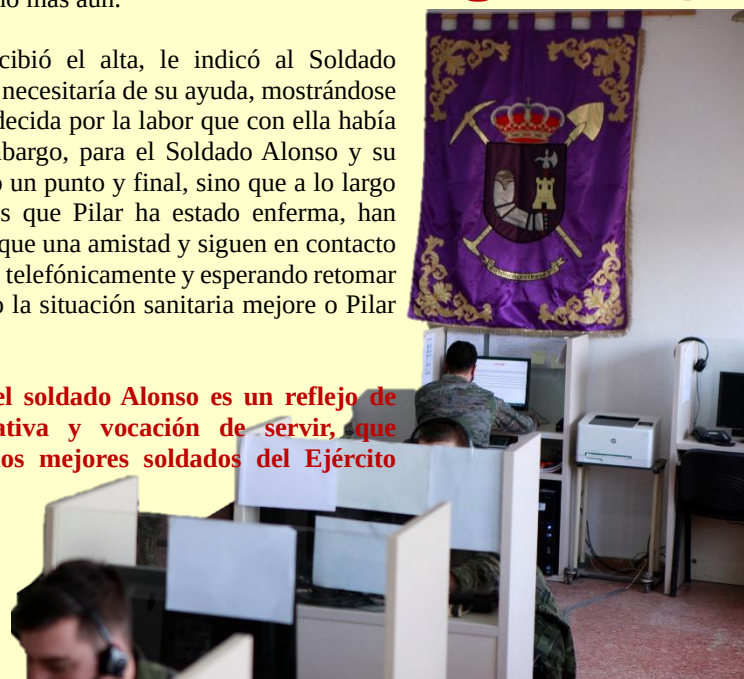 más aún.
cibió el alta, le indicó al Soldado
necesitaría de su ayuda, mostrándose
decida por la labor que con ella había
bargo, para el Soldado Alonso y su
un punto y final, sino que a lo largo
s que Pilar ha estado enferma, han
que una amistad y siguen en contacto
telefónicamente y esperando retomar
la situación sanitaria mejore o Pilar
el soldado Alonso es un reflejo de
ativa y vocación de servir, que
los mejores soldados del Ejército
hp